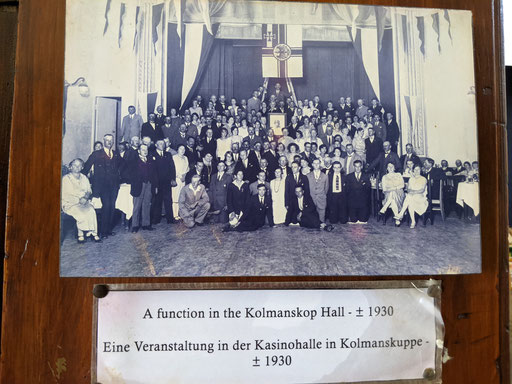 A function in the Kolmanskop Hall - ± 1930
Eine Veranstaltung in der Kasinohalle in Kolmanskuppe -
± 1930